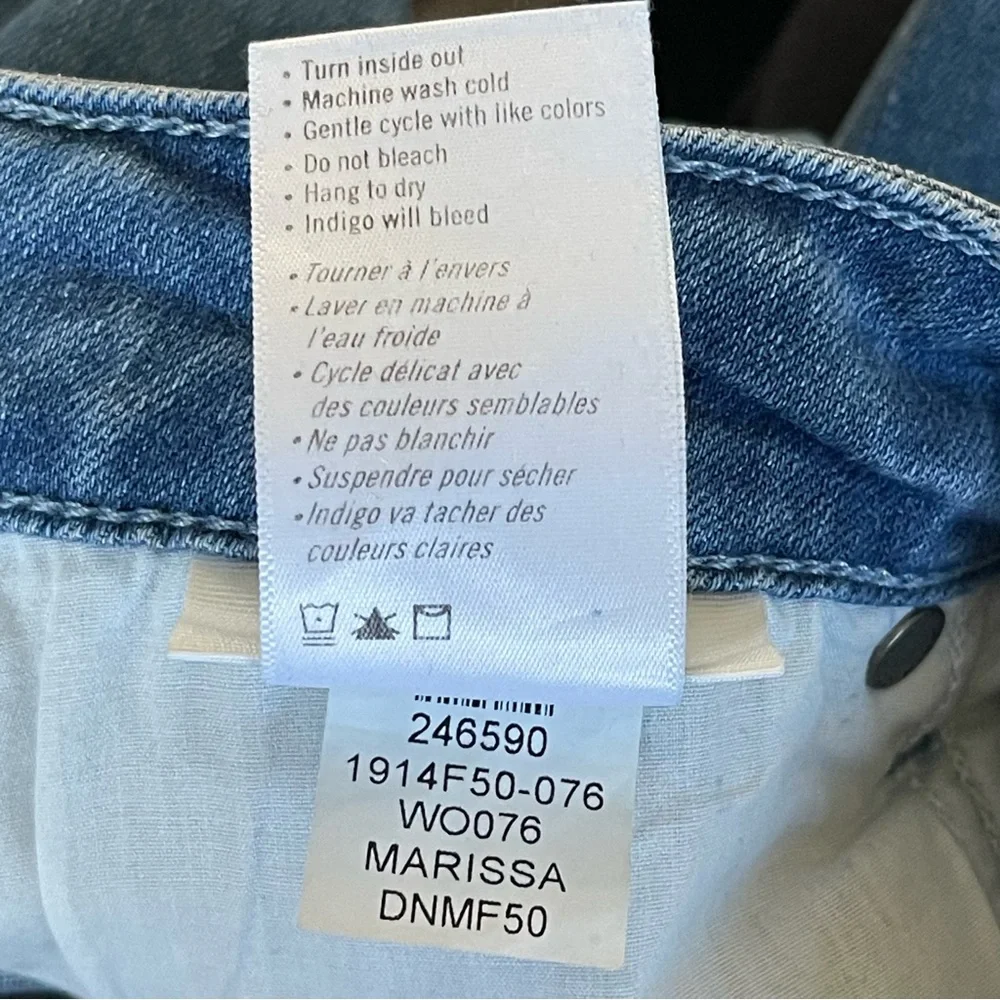 • Turn inside out
• Machine wash cold
• Gentle cycle with like colors
• Do not bleach
• Hang to dry
• Indigo will bleed
• Tourner à l'envers
• Laver en machine à
l'eau froide
• Cycle délicat avec
des couleurs semblables
• Ne pas blanchir
• Suspendre pour sécher
• Indigo va tacher des
couleurs claires
246590
1914F50-076
WO076
MARISSA
DNMF50